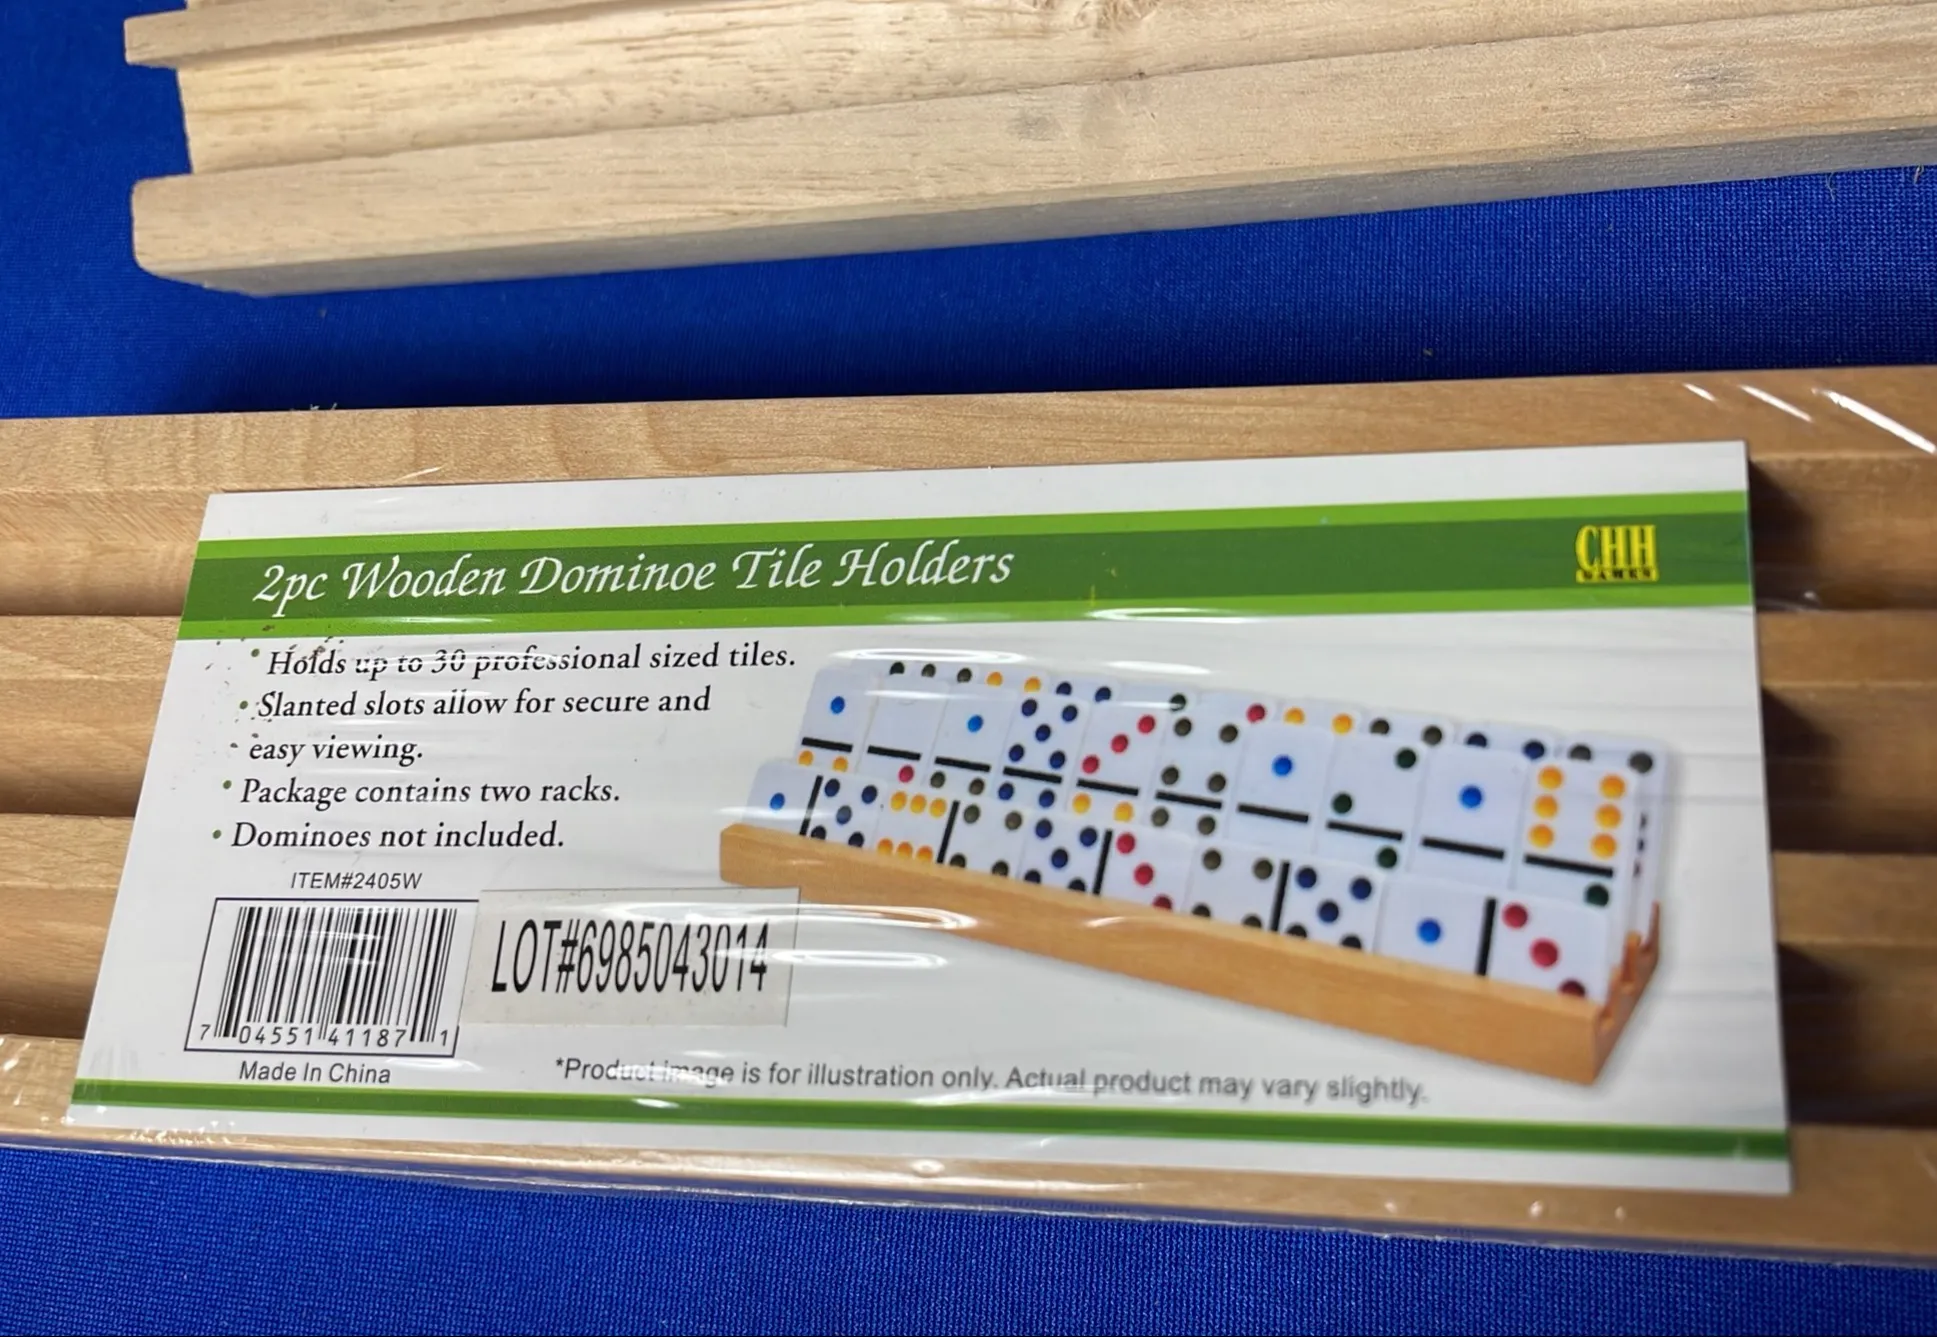 2pc Wooden Dominoe Tile Holders
CHH
GAMES
• Holds up to 30 professional sized tiles.
• Slanted slots allow for secure and
easy viewing.
• Package contains two racks.
• Dominoes not included.
ITEM#2405W
LOT#6985043014
7 04551 41187 1
Made In China
*Product image is for illustration only. Actual product may vary slightly.